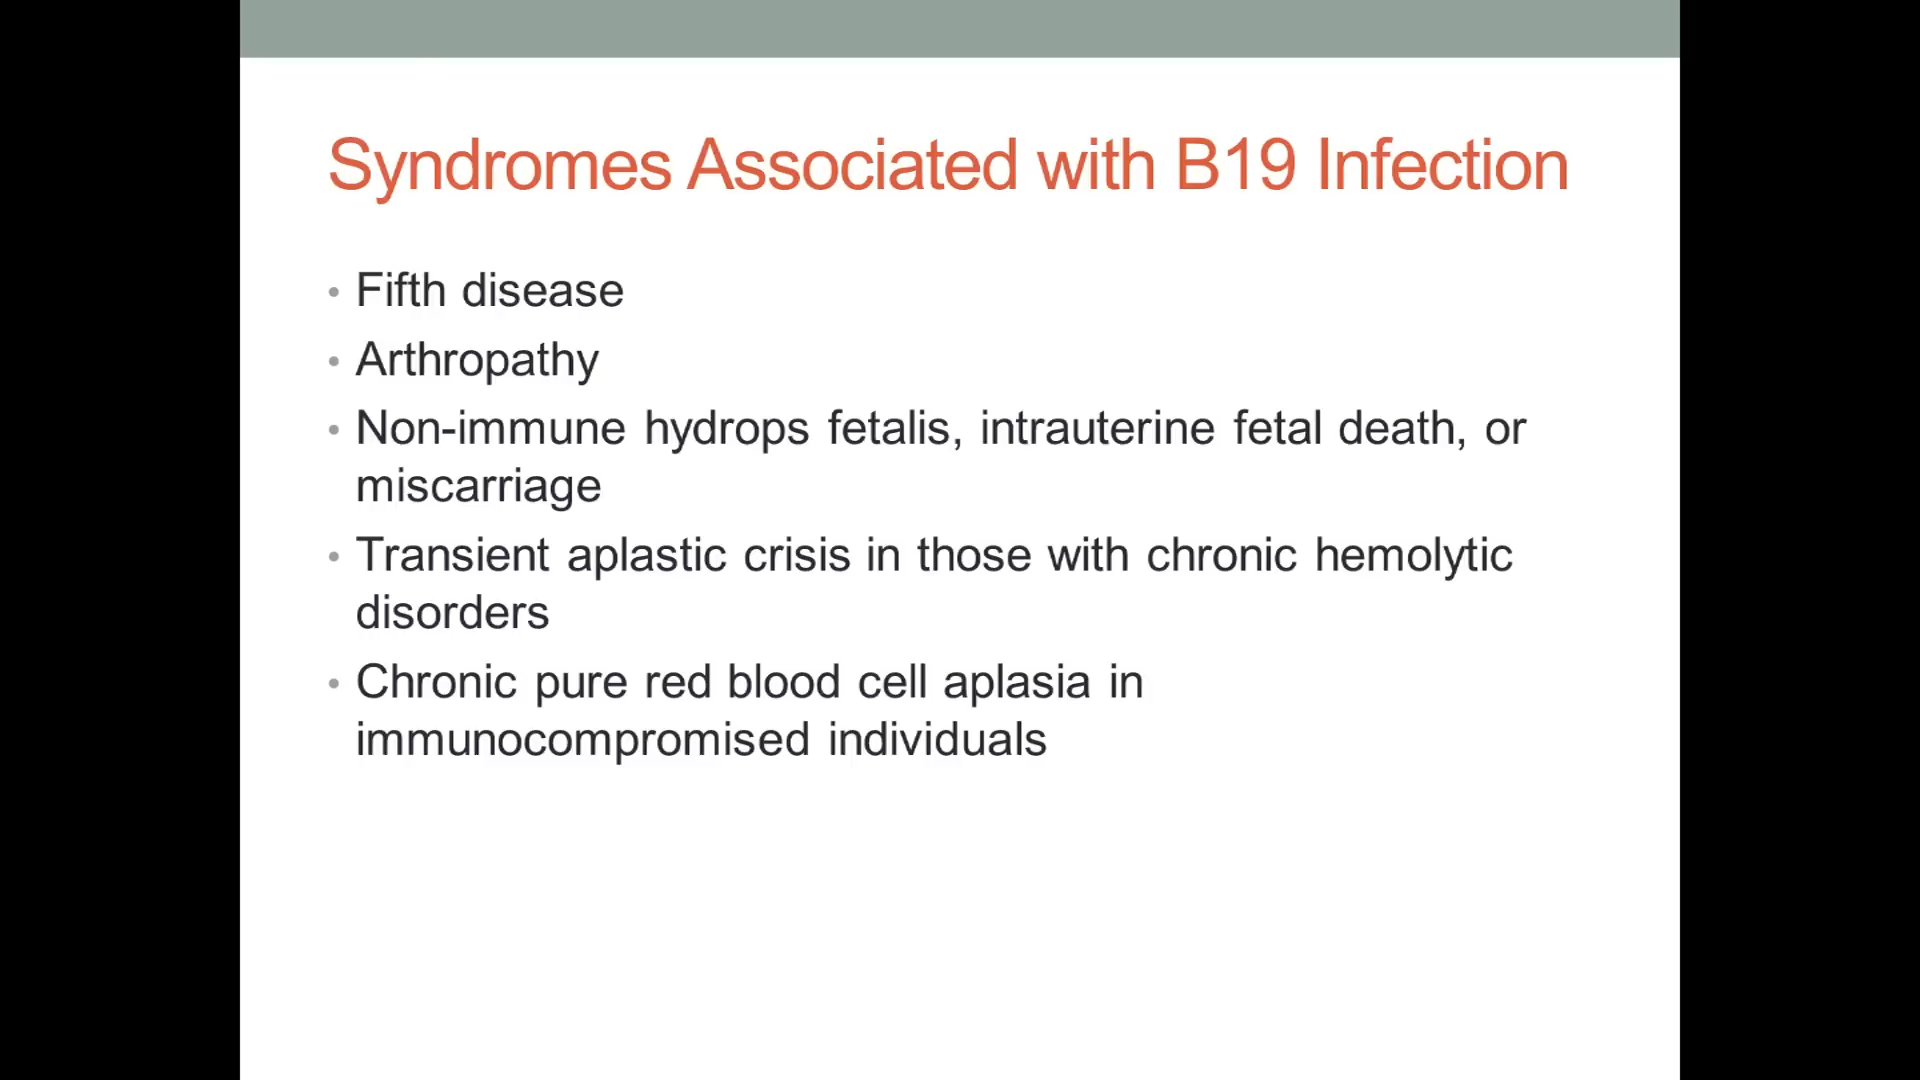 Syndromes Associated with B19 Infection
• Fifth disease
• Arthropathy
• Non-immune hydrops fetalis, intrauterine fetal death, or
miscarriage
• Transient aplastic crisis in those with chronic hemolytic
disorders
• Chronic pure red blood cell aplasia in
immunocompromised individuals